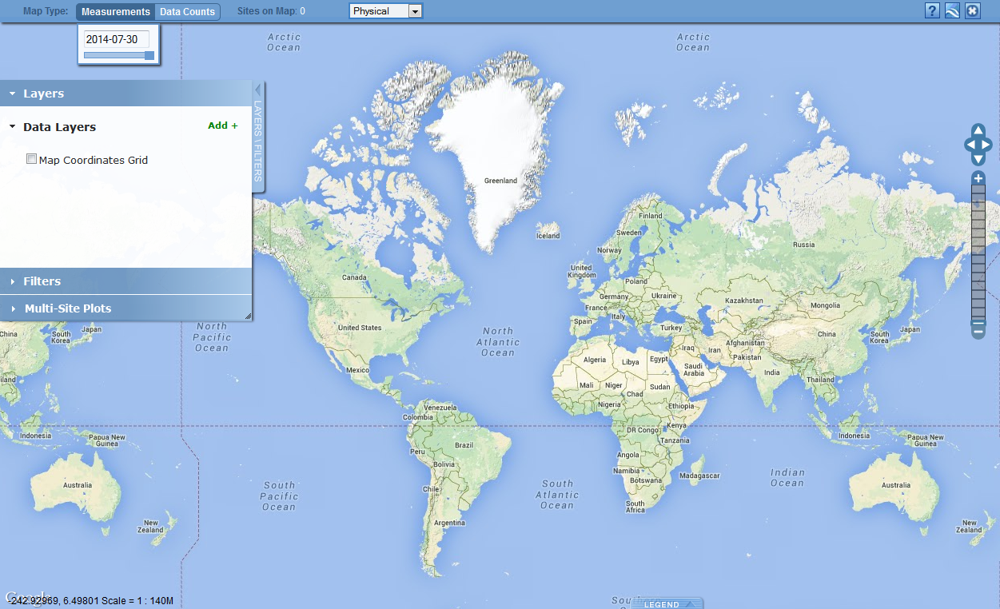 Map Type: Measurements Data Counts Sites on Map: 0 Physical ?
2014-07-30
Arctic
Ocean
Arctic
Ocean
Layers
LAYERS \ FILTERS
Data Layers Add +
Map Coordinates Grid
Filters
Multi-Site Plots
Greenland
Iceland
Finland
Sweden
Norway
Russia
United
Kingdom
Poland
Germany
Ukraine
France
Italy
Spain
Turkey
Kazakhstan
Mongolia
China
South
Korea
Japan
Canada
United States
Mexico
North
Pacific
Ocean
North
Atlantic
Ocean
China
South
Korea
Japan
iland
Algeria
Libya
Egypt
Iraq
Iran
Afghanistan
Pakistan
Saudi
Arabia
India
Thailand
Mali
Niger
Chad
Sudan
Nigeria
Ethiopia
Kenya
DR Congo
Tanzania
Angola
Namibia
Botswana
Madagascar
South
Africa
Venezuela
Colombia
Brazil
Peru
Bolivia
Chile
Argentina
Indonesia
Papua New
Guinea
Australia
New
Zealand
South
Pacific
Ocean
South
Atlantic
Ocean
Indian
Ocean
Indonesia
Papua New
Guinea
Australia
New
Zealand
-242.92969, 6.49801 Scale = 1 : 140M
LEGEND